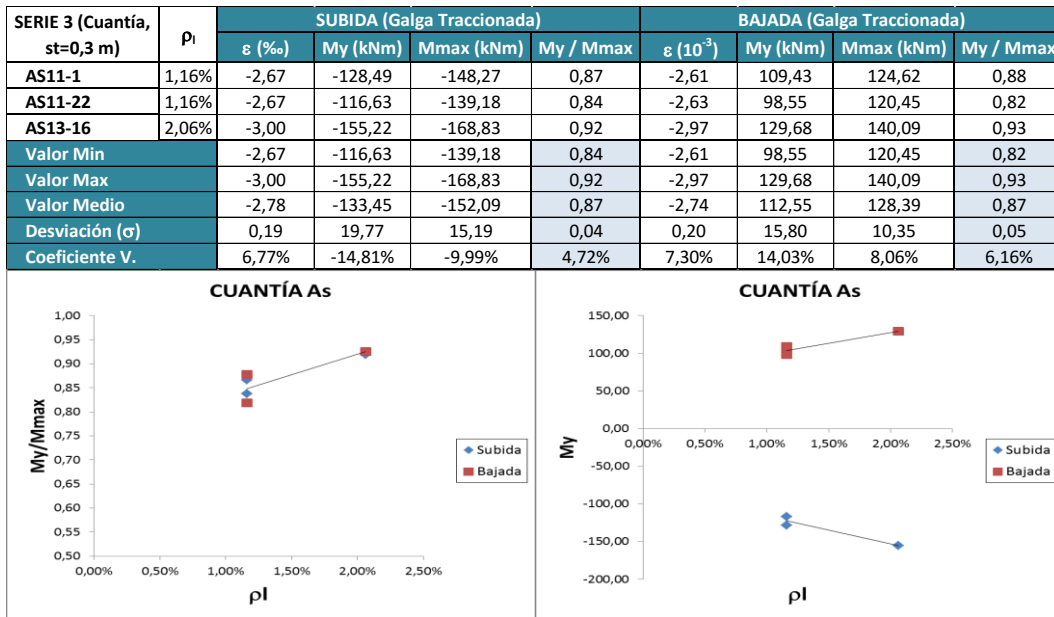 SERIE 3 (Cuantía, st=0,3 m) ρl SUBIDA (Galga Traccionada) BAJADA (Galga Traccionada)
ε (‰) My (kNm) Mmax (kNm) My / Mmax ε (10-3) My (kNm) Mmax (kNm) My / Mmax
AS11-1 1,16% -2,67 -128,49 -148,27 0,87 -2,61 109,43 124,62 0,88
AS11-22 1,16% -2,67 -116,63 -139,18 0,84 -2,63 98,55 120,45 0,82
AS13-16 2,06% -3,00 -155,22 -168,83 0,92 -2,97 129,68 140,09 0,93
Valor Min -2,67 -116,63 -139,18 0,84 -2,61 98,55 120,45 0,82
Valor Max -3,00 -155,22 -168,83 0,92 -2,97 129,68 140,09 0,93
Valor Medio -2,78 -133,45 -152,09 0,87 -2,74 112,55 128,39 0,87
Desviación (σ) 0,19 19,77 15,19 0,04 0,20 15,80 10,35 0,05
Coeficiente V. 6,77% -14,81% -9,99% 4,72% 7,30% 14,03% 8,06% 6,16%
CUANTÍA As
1,00
0,95
0,90
0,85
0,80
0,75
0,70
0,65
0,60
0,55
0,50
My/Mmax
0,00% 0,50% 1,00% 1,50% 2,00% 2,50%
ρl
Subida
Bajada
CUANTÍA As
150,00
100,00
50,00
0,00
-50,00
-100,00
-150,00
-200,00
My
0,00% 0,50% 1,00% 1,50% 2,00% 2,50%
Subida
Bajada
ρl